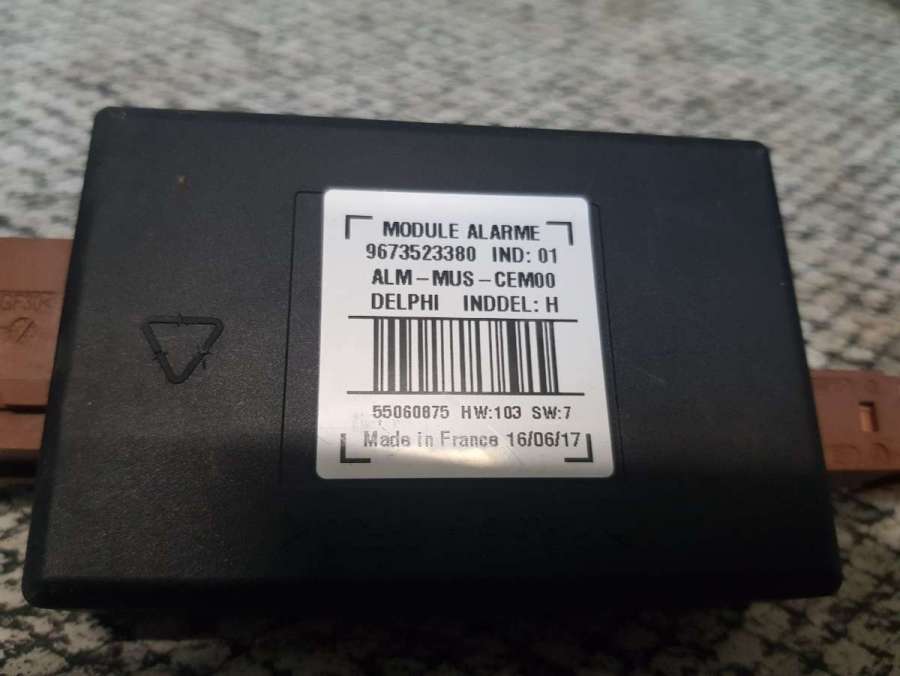 MODULE ALARME
9673523380 IND: 01
ALM-MUS-CEM00
DELPHI INDDEL: H
55060875 HW:103 SW:7
Made in France 16/06/17